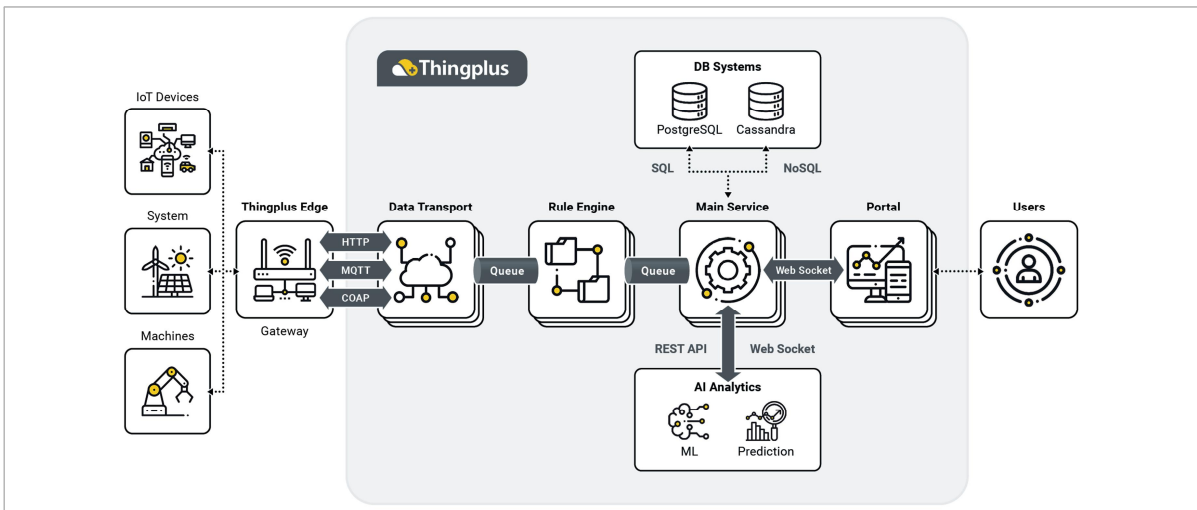 Thingplus
DB Systems
PostgreSQL Cassandra
SQL NoSQL
IoT Devices
System
Machines
Thingplus Edge
Gateway
HTTP
MQTT
COAP
Data Transport
Queue
Rule Engine
Queue
Main Service
Web Socket
Portal
Users
REST API Web Socket
AI Analytics
ML Prediction